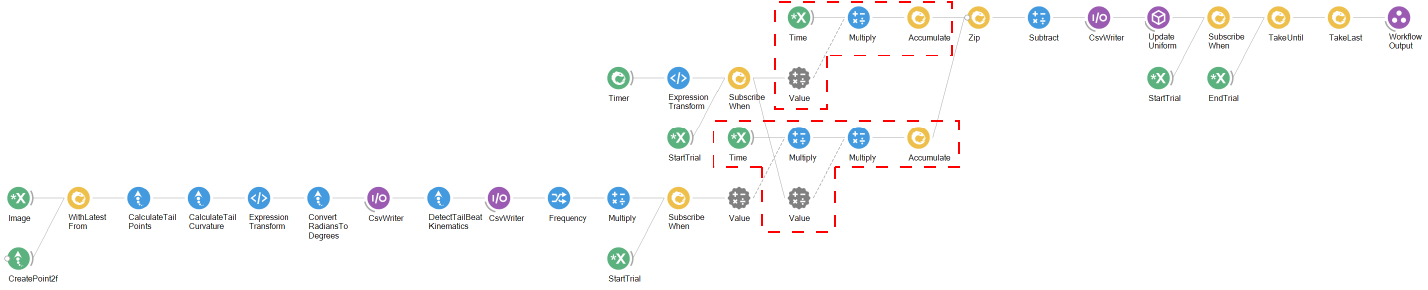 Time
Multiply
Accumulate
Zip
Subtract
CsvWriter
Update
Uniform
Subscribe
When
TakeUntil
TakeLast
Workflow
Output
Timer
Expression
Transform
Subscribe
When
Value
StartTrial
EndTrial
StartTrial
Time
Multiply
Multiply
Accumulate
Image
WithLatest
From
CalculateTail
Points
CalculateTail
Curvature
Expression
Transform
Convert
RadiansTo
Degrees
CsvWriter
DetectTailBeat
Kinematics
CsvWriter
Frequency
Multiply
Subscribe
When
Value
Value
CreatePoint2f
StartTrial